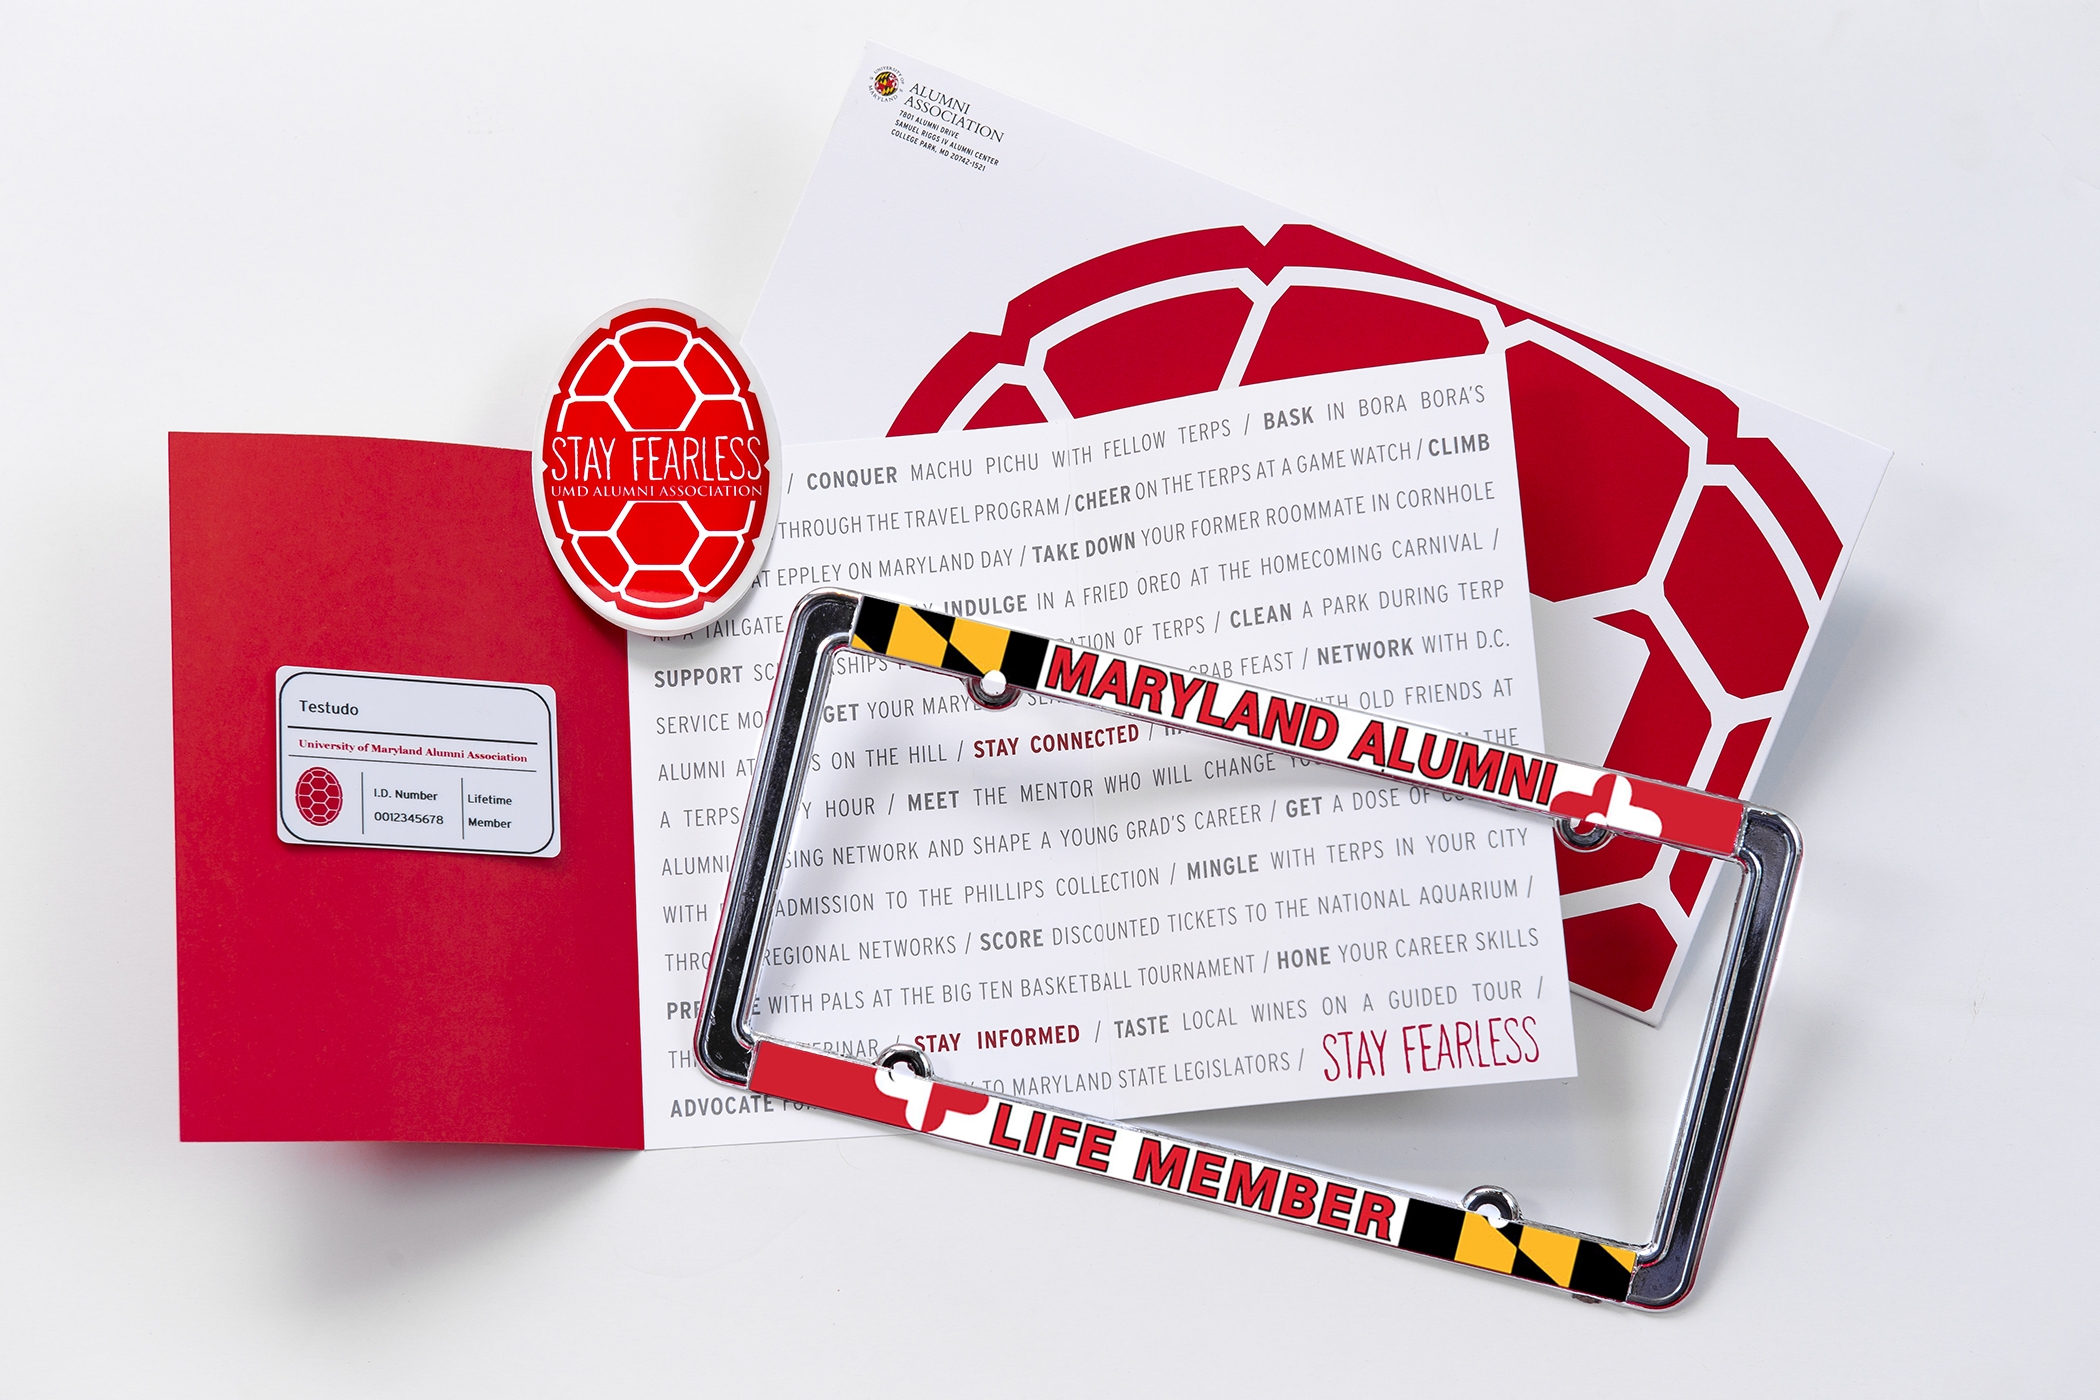 UNIVERSITY OF
MARYLAND
ALUMNI
ASSOCIATION
7801 ALUMNI DRIVE
SAMUEL RIGGS IV ALUMNI CENTER
COLLEGE PARK, MD 20742-1521
STAY FEARLESS
UMD ALUMNI ASSOCIATION
Testudo
University of Maryland Alumni Association
I.D. Number
0012345678
Lifetime
Member
/ CONQUER MACHU PICHU WITH FELLOW TERPS / BASK IN BORA BORA'S
THROUGH THE TRAVEL PROGRAM / CHEER ON THE TERPS AT A GAME WATCH / CLIMB
AT EPPLEY ON MARYLAND DAY / TAKE DOWN YOUR FORMER ROOMMATE IN CORNHOLE
AT A TAILGATE INDULGE IN A FRIED OREO AT THE HOMECOMING CARNIVAL /
SUPPORT OF TERPS / CLEAN A PARK DURING TERP
SERVICE GET YOUR FEAST / NETWORK WITH D.C.
ALUMNI AT ON THE HILL / STAY CONNECTED / WITH OLD FRIENDS AT
A TERPS HOUR / MEET THE MENTOR WHO WILL CHANGE THE
ALUMNI NETWORK AND SHAPE A YOUNG GRAD'S CAREER / GET A DOSE OF
WITH ADMISSION TO THE PHILLIPS COLLECTION / MINGLE WITH TERPS IN YOUR CITY
REGIONAL NETWORKS / SCORE DISCOUNTED TICKETS TO THE NATIONAL AQUARIUM /
WITH PALS AT THE BIG TEN BASKETBALL TOURNAMENT / HONE YOUR CAREER SKILLS
/ STAY INFORMED / TASTE LOCAL WINES ON A GUIDED TOUR /
ADVOCATE TO MARYLAND STATE LEGISLATORS / STAY FEARLESS
MARYLAND ALUMNI
LIFE MEMBER